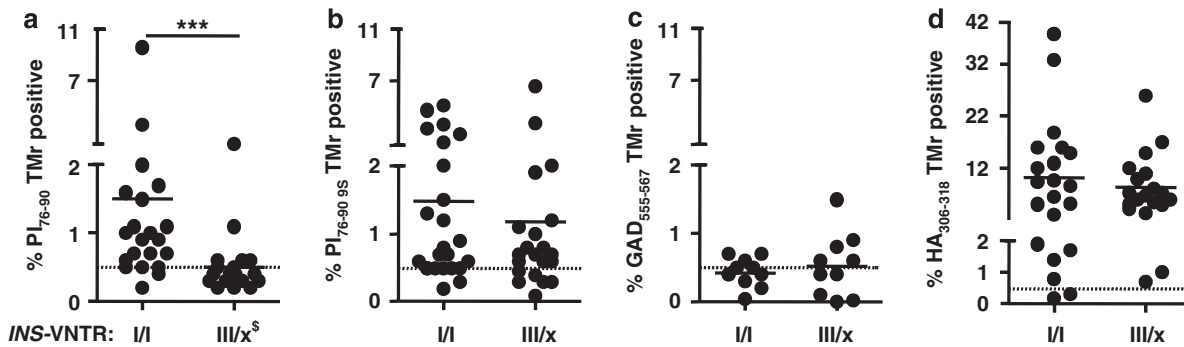 a
b
c
d
***
% PI76-90 TMr positive
11
7
2
1
0
% PI76-90 9S TMr positive
11
7
2
1
0
% GAD555-567 TMr positive
11
7
2
1
0
% HA306-318 TMr positive
42
32
22
12
2
1
0
INS-VNTR: I/I III/x$ I/I III/x I/I III/x I/I III/x